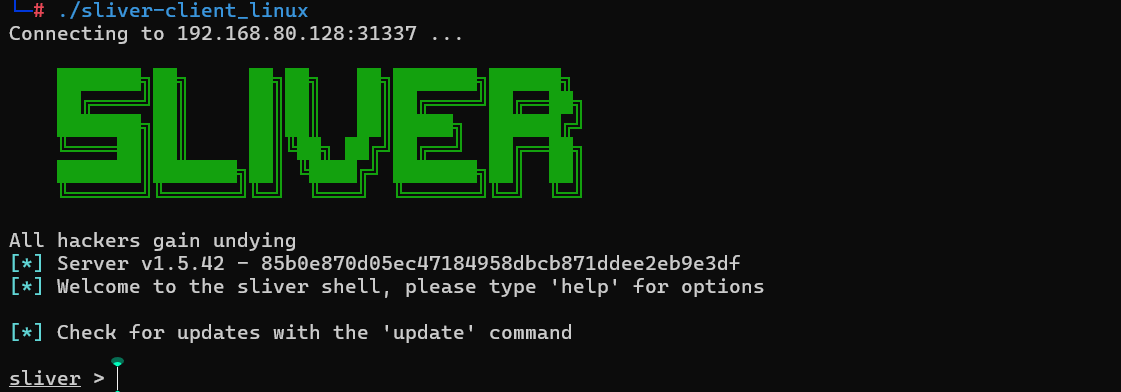 └─# ./sliver-client_linux
Connecting to 192.168.80.128:31337 ...
SLIVER
All hackers gain undying
[*] Server v1.5.42 - 85b0e870d05ec47184958dbcb871ddee2eb9e3df
[*] Welcome to the sliver shell, please type 'help' for options
[*] Check for updates with the 'update' command
sliver >